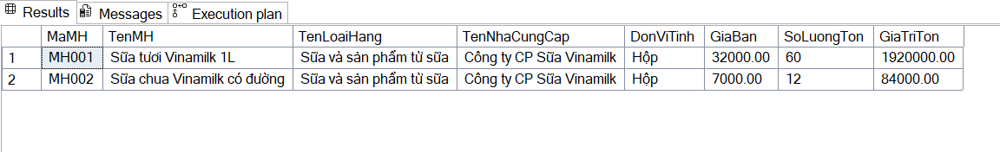 Results Messages Execution plan
MaMH TenMH TenLoaiHang TenNhaCungCap DonViTinh GiaBan SoLuongTon GiaTriTon
1 MH001 Sữa tươi Vinamilk 1L Sữa và sản phẩm từ sữa Công ty CP Sữa Vinamilk Hộp 32000.00 60 1920000.00
2 MH002 Sữa chua Vinamilk có đường Sữa và sản phẩm từ sữa Công ty CP Sữa Vinamilk Hộp 7000.00 12 84000.00